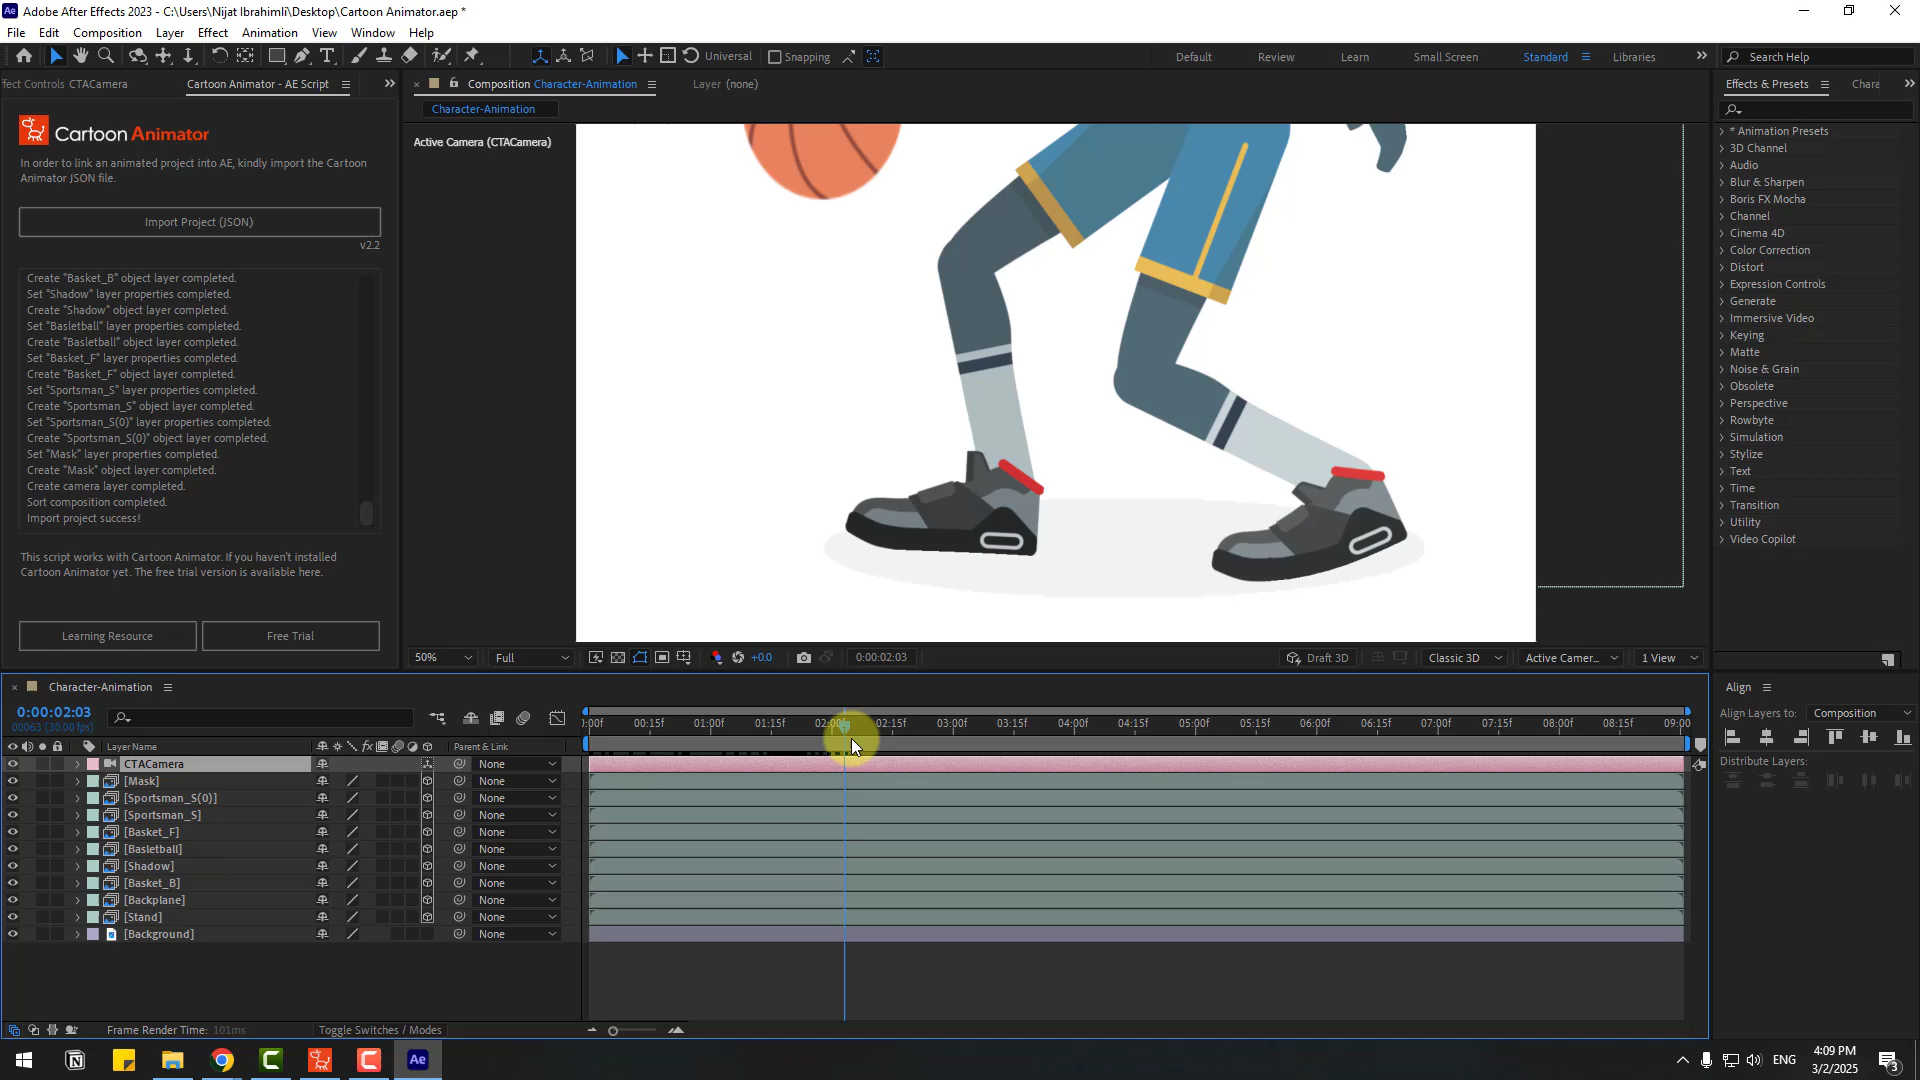 Adobe After Effects 2023 - C:\Users\Nijat Ibrahimli\Desktop\Cartoon Animator.aep *
File Edit Composition Layer Effect Animation View Window Help
Universal Snapping Default Review Learn Standard Small Screen Libraries Search Help
fect Controls CTACamera Cartoon Animator - AE Script
Composition Character-Animation Layer (none)
Effects & Presets Chara
Character-Animation
Active Camera (CTACamera)
Cartoon Animator
In order to link an animated project into AE, kindly import the Cartoon
Animator JSON file.
Import Project (JSON)
v2.2
Create "Basket_B" object layer completed.
Set "Shadow" layer properties completed.
Create "Shadow" object layer completed.
Set "Basletball" layer properties completed.
Create "Basletball" object layer completed.
Set "Basket_F" layer properties completed.
Create "Basket_F" object layer completed.
Set "Sportsman_S" layer properties completed.
Create "Sportsman_S" object layer completed.
Set "Sportsman_S(0)" layer properties completed.
Create "Sportsman_S(0)" object layer completed.
Set "Mask" layer properties completed.
Create "Mask" object layer completed.
Create camera layer completed.
Sort composition completed.
Import project success!
This script works with Cartoon Animator. If you haven't installed
Cartoon Animator yet. The free trial version is available here.
Learning Resource Free Trial
* Animation Presets
3D Channel
Audio
Blur & Sharpen
Boris FX Mocha
Channel
Cinema 4D
Color Correction
Distort
Expression Controls
Generate
Immersive Video
Keying
Matte
Noise & Grain
Obsolete
Perspective
Rowbyte
Simulation
Stylize
Text
Time
Transition
Utility
Video Copilot
50% Full +0.0 0:00:02:03 Draft 3D Classic 3D Active Camer... 1 View
Character-Animation
0:00:02:03
00063 (30.00 fps)
:00f 00:15f 01:00f 01:15f 02:00f 02:15f 03:00f 03:15f 04:00f 04:15f 05:00f 05:15f 06:00f 06:15f 07:00f 07:15f 08:00f 08:15f 09:00
Layer Name fx Parent & Link
CTACamera None
[Mask] None
[Sportsman_S(0)] None
[Sportsman_S] None
[Basket_F] None
[Basletball] None
[Shadow] None
[Basket_B] None
[Backplane] None
[Stand] None
[Background] None
Frame Render Time: 101ms Toggle Switches / Modes
Align
Align Layers to: Composition
Distribute Layers:
Ae
ENG
4:09 PM
3/2/2025
3